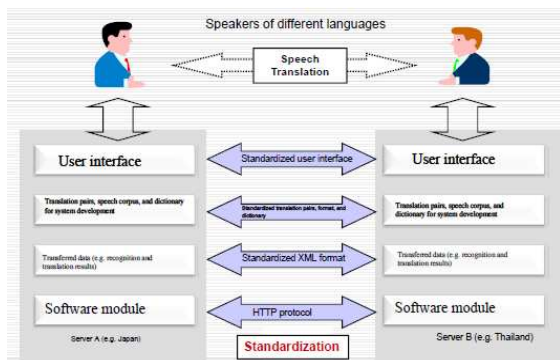 Speakers of different languages
Speech
Translation
User interface
Standardized user interface
User interface
Translation pairs, speech corpus, and dictionary
for system development
Standardized translation pairs, format, and
dictionary
Translation pairs, speech corpus, and
dictionary for system development
Transferred data (e.g. recognition and
translation results)
Standardized XML format
Transferred data (e.g. recognition and
translation results)
Software module
HTTP protocol
Software module
Server A (e.g. Japan)
Standardization
Server B (e.g. Thailand)